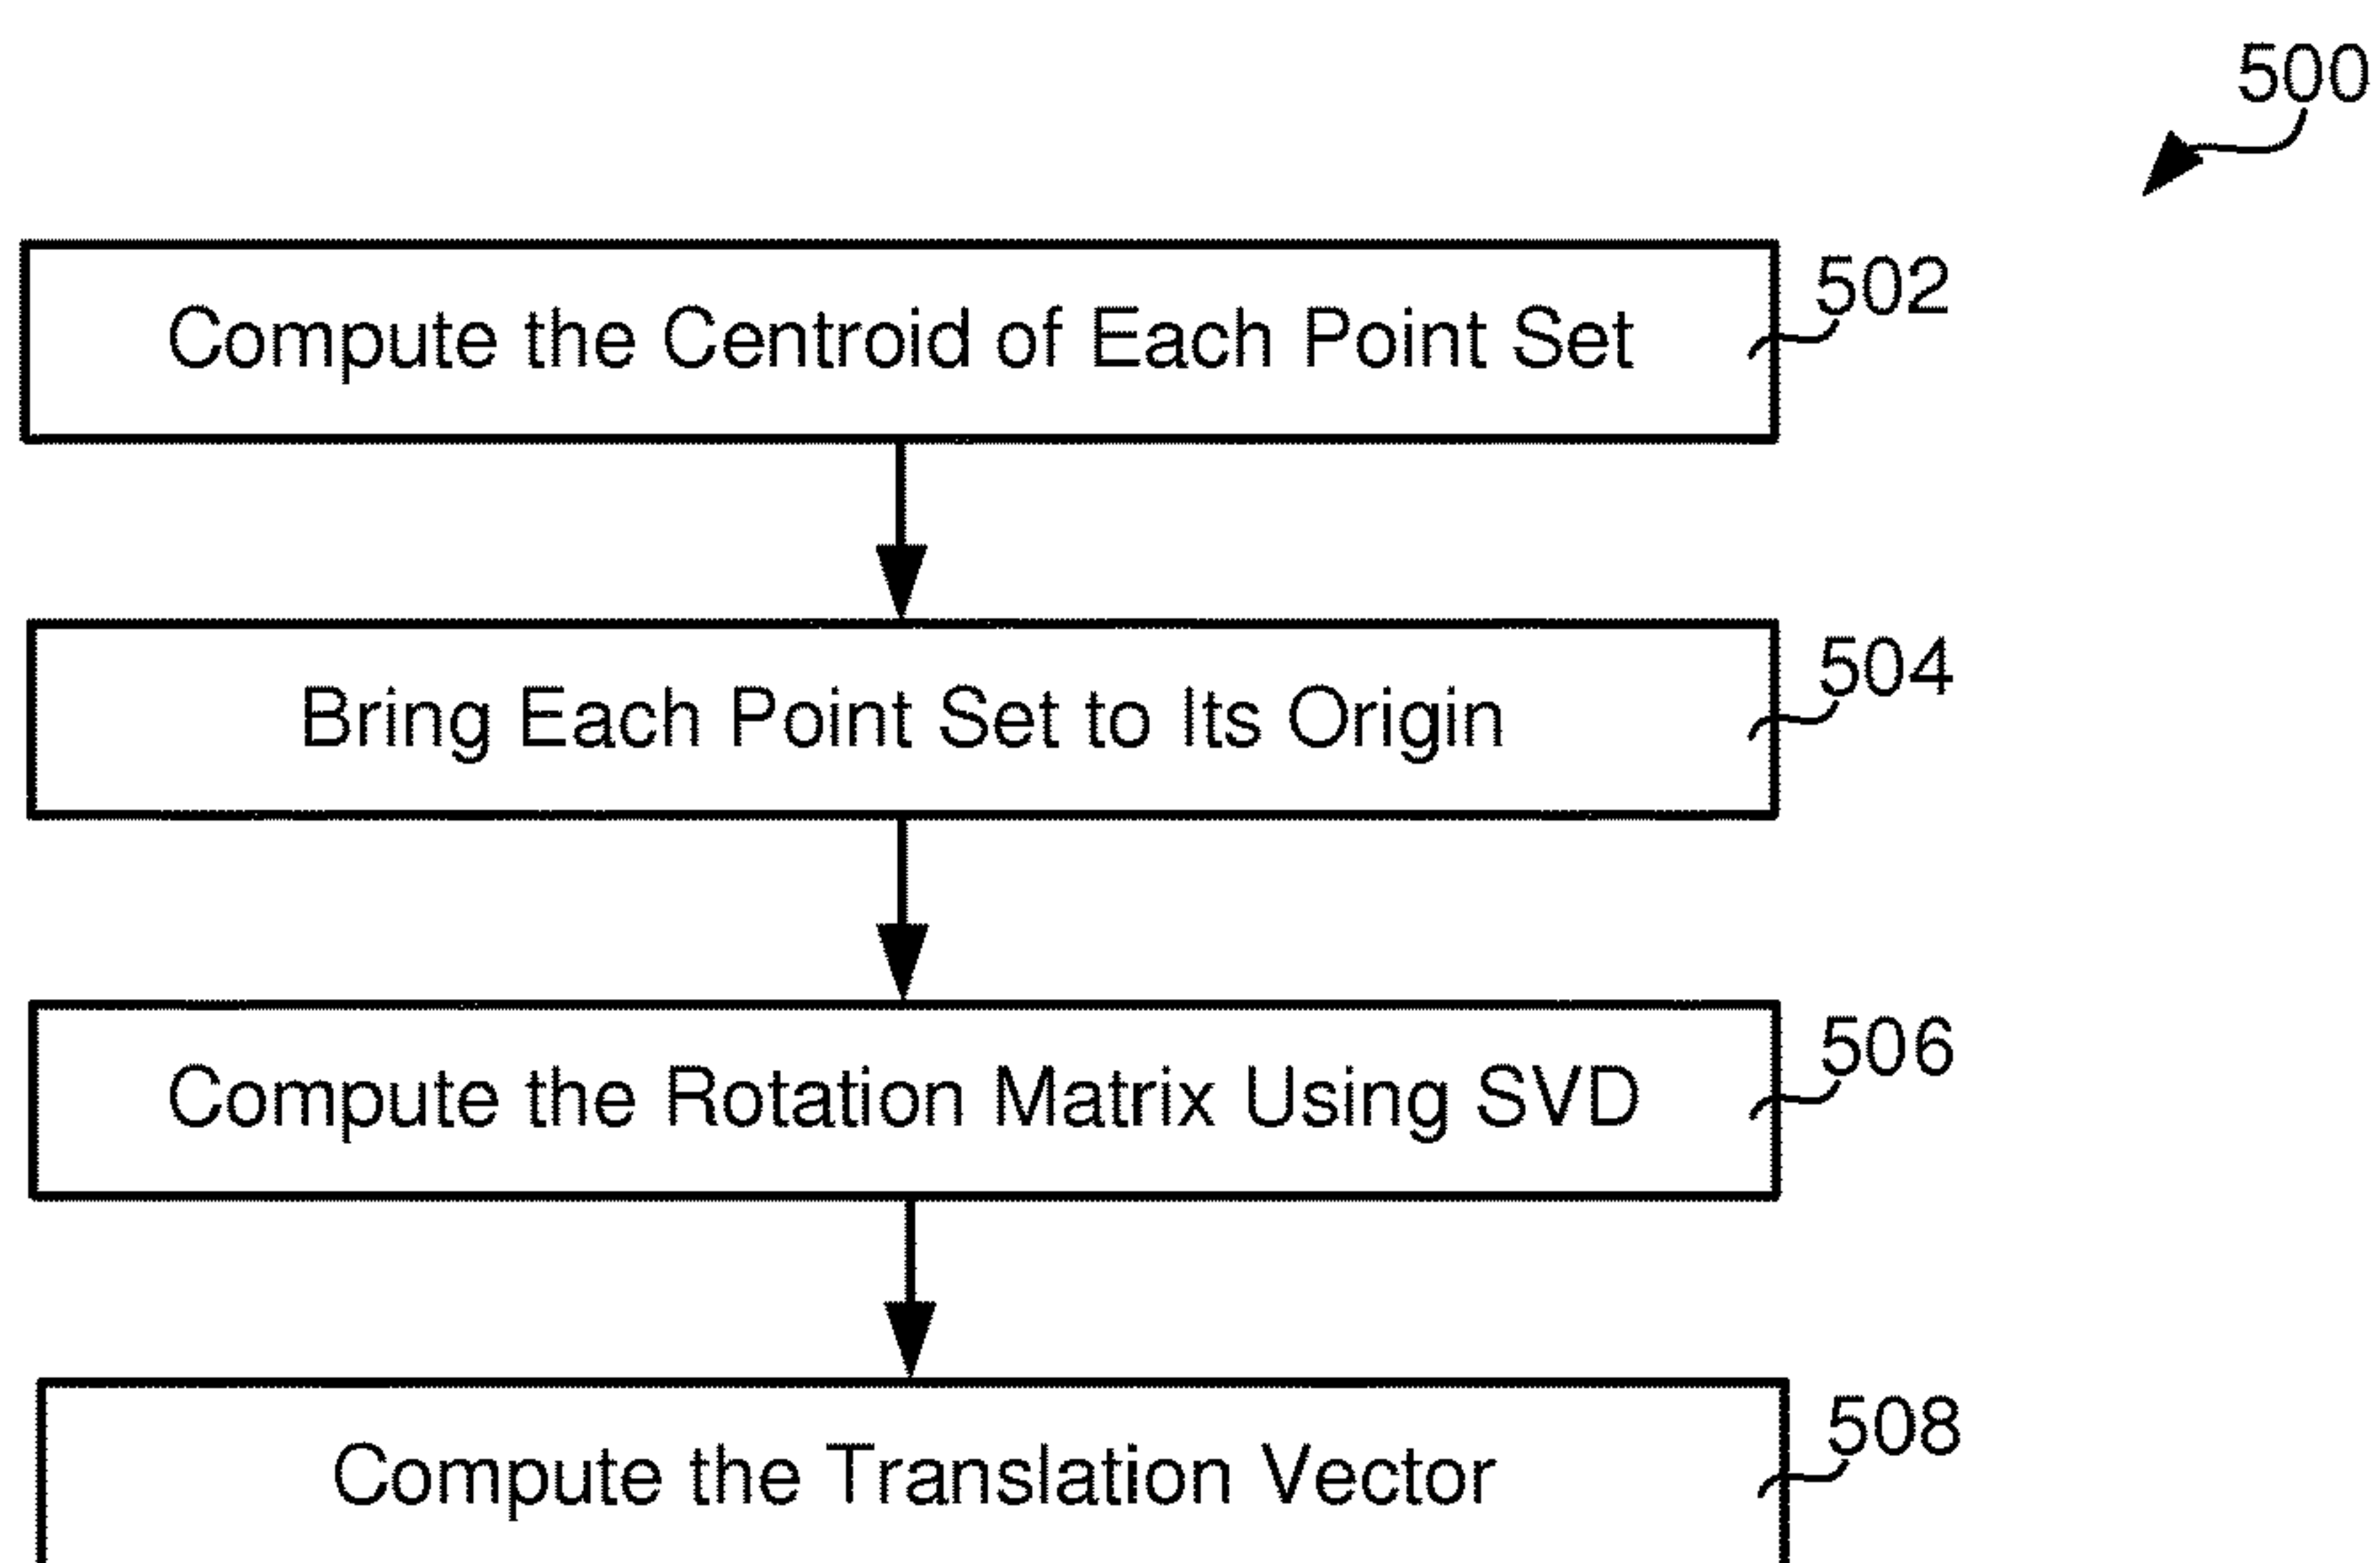 500
Compute the Centroid of Each Point Set
502
Bring Each Point Set to Its Origin
504
Compute the Rotation Matrix Using SVD
506
Compute the Translation Vector
508